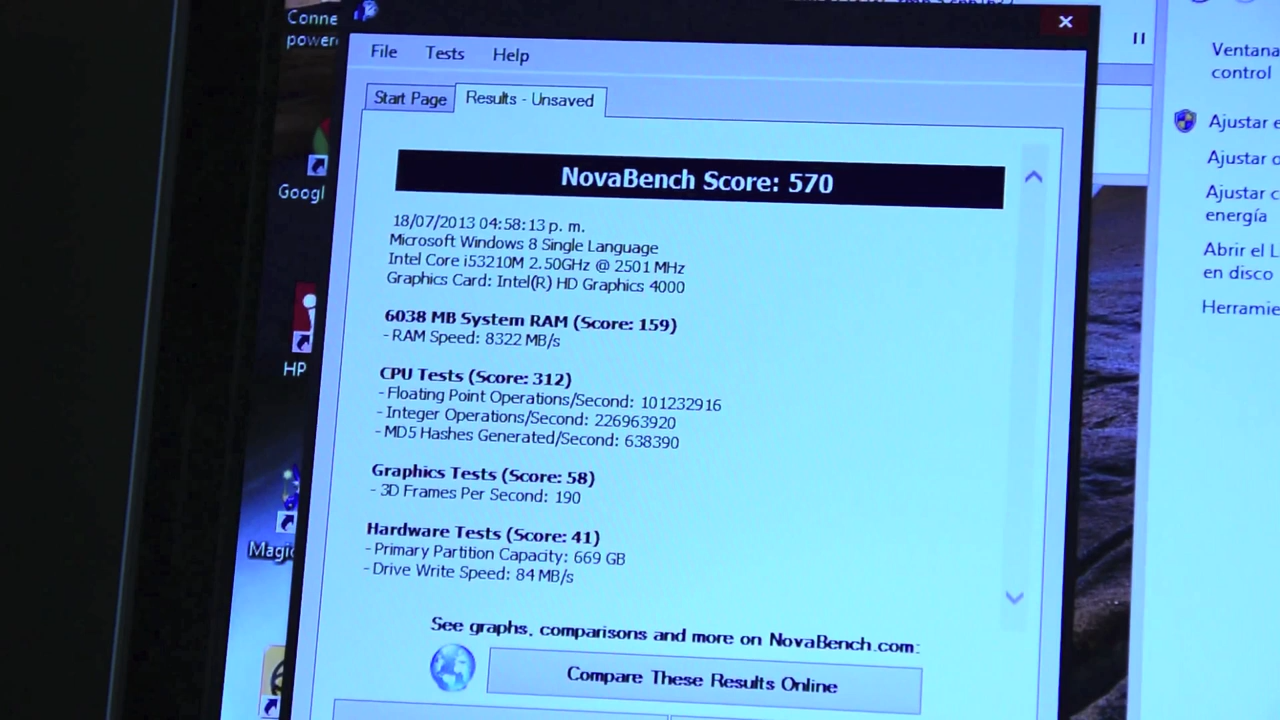 Conne
power
File Tests Help
Start Page Results - Unsaved
NovaBench Score: 570
18/07/2013 04:58:13 p. m.
Microsoft Windows 8 Single Language
Intel Core i53210M 2.50GHz @ 2501 MHz
Graphics Card: Intel(R) HD Graphics 4000
6038 MB System RAM (Score: 159)
- RAM Speed: 8322 MB/s
CPU Tests (Score: 312)
- Floating Point Operations/Second: 101232916
- Integer Operations/Second: 226963920
- MD5 Hashes Generated/Second: 638390
Graphics Tests (Score: 58)
- 3D Frames Per Second: 190
Hardware Tests (Score: 41)
- Primary Partition Capacity: 669 GB
- Drive Write Speed: 84 MB/s
See graphs, comparisons and more on NovaBench.com:
Compare These Results Online
Googl
HP
Magic
Ventana
control
Ajustar e
Ajustar d
Ajustar c
energía
Abrir el L
en disco
Herramie